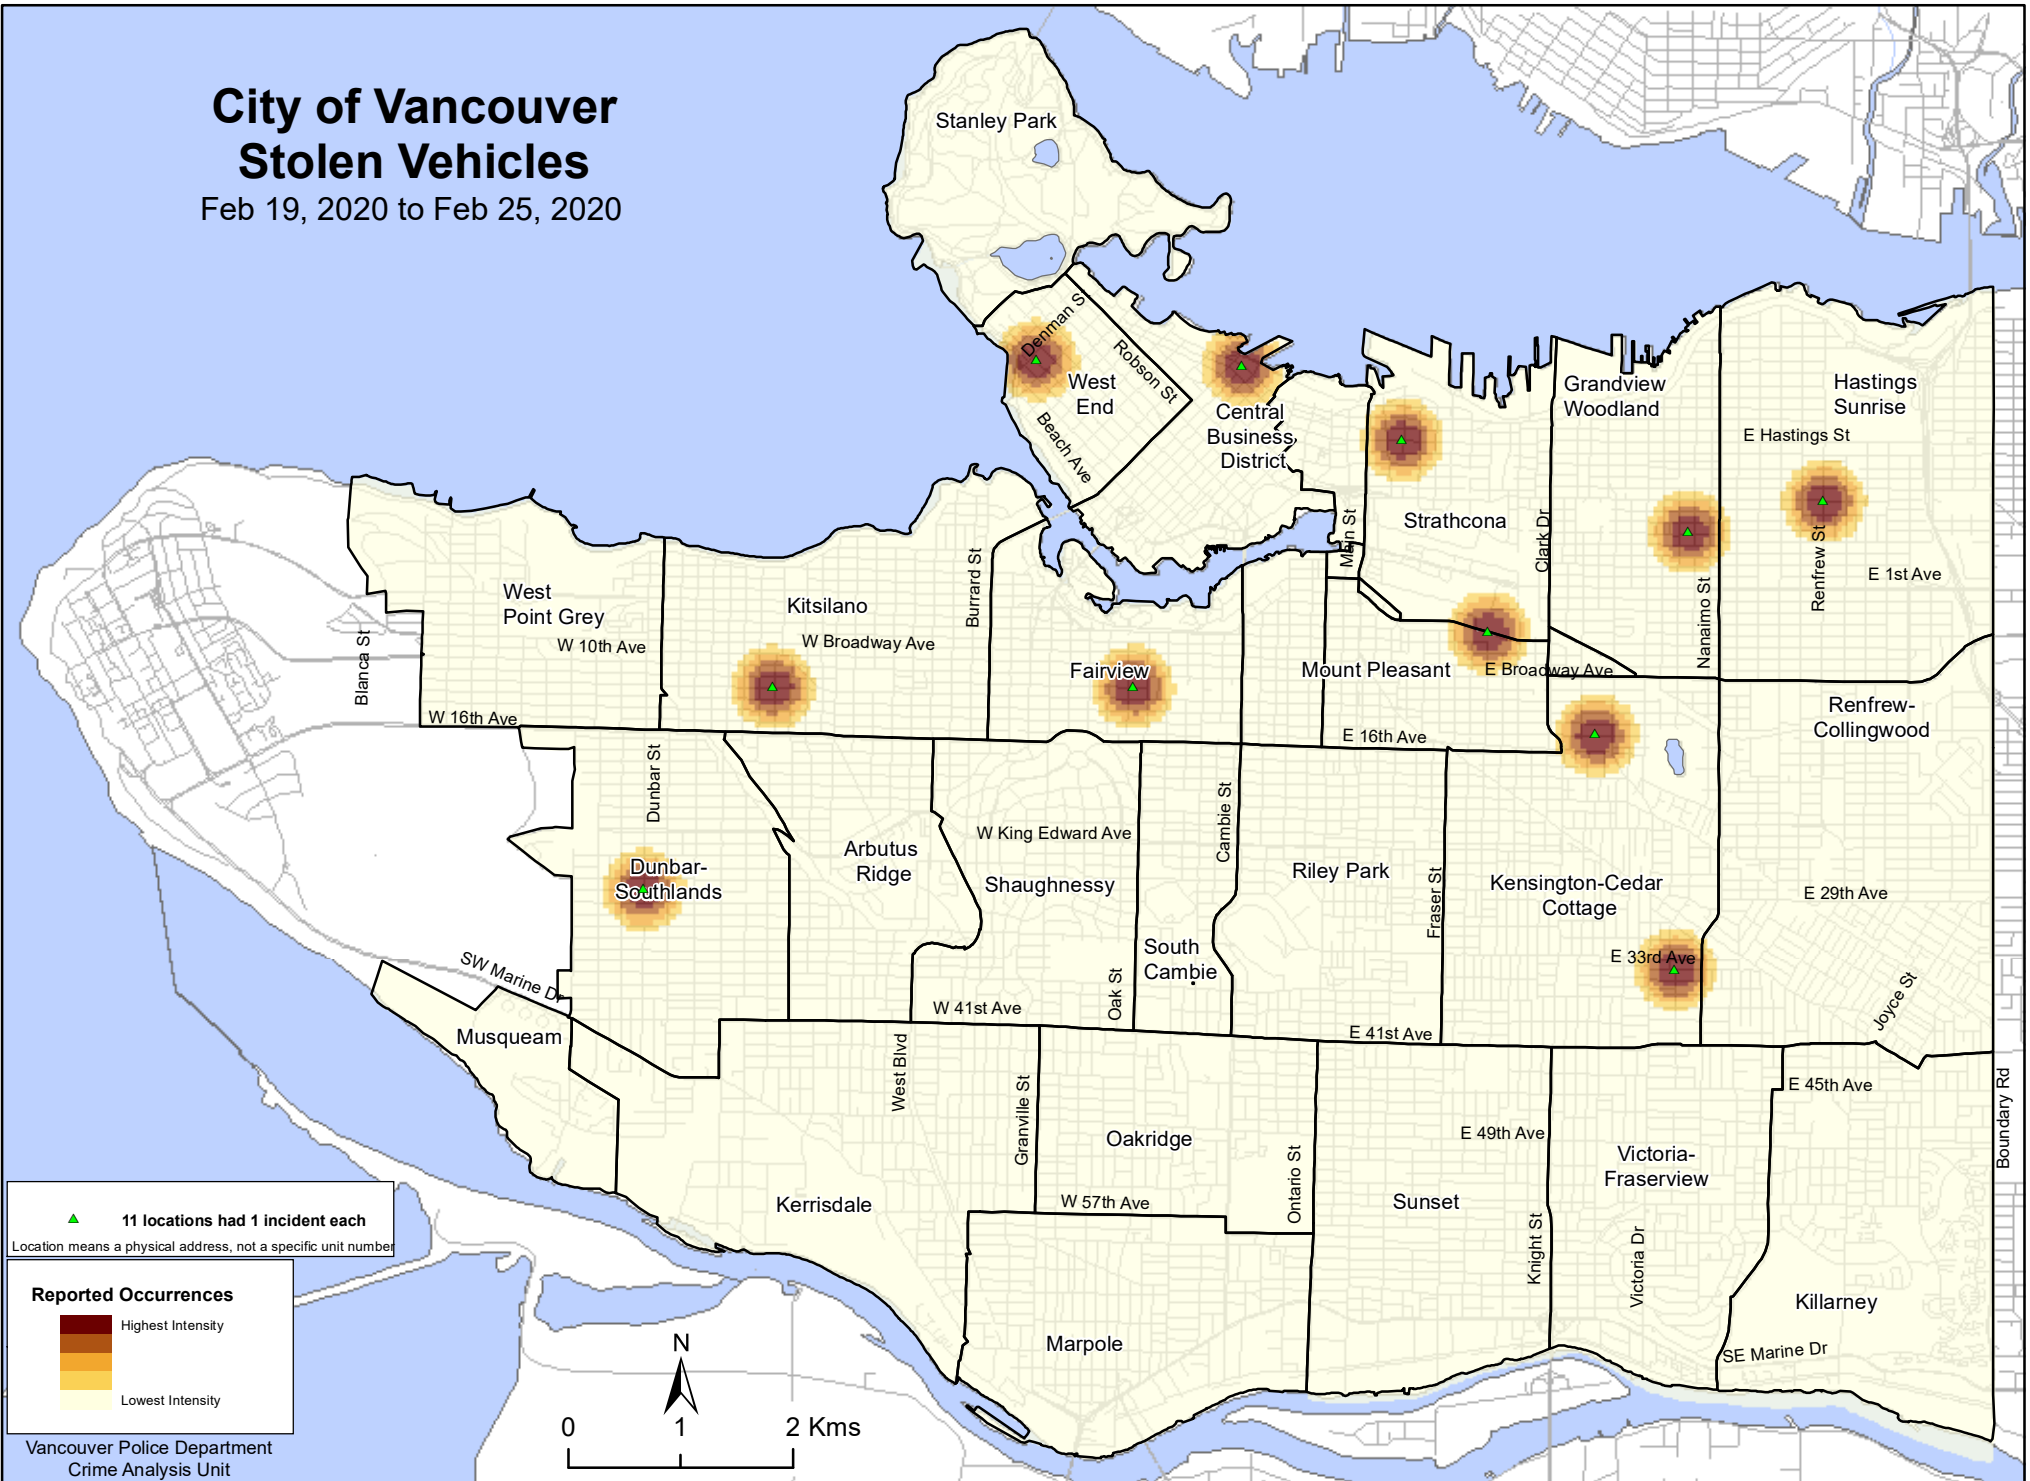 City of Vancouver
Stolen Vehicles
Feb 19, 2020 to Feb 25, 2020
Stanley Park
Denman St
Robson St
West
End
Beach Ave
Central
Business
District
Main St
Strathcona
Clark Dr
Grandview
Woodland
Hastings
Sunrise
E Hastings St
Renfrew St
E 1st Ave
Nanaimo St
West
Point Grey
W 10th Ave
Blanca St
W 16th Ave
Kitsilano
W Broadway Ave
Burrard St
Fairview
Mount Pleasant
E Broadway Ave
E 16th Ave
Renfrew-
Collingwood
Dunbar St
Dunbar-
Southlands
Arbutus
Ridge
W King Edward Ave
Shaughnessy
Cambie St
South
Cambie
Oak St
W 41st Ave
Riley Park
Fraser St
Kensington-Cedar
Cottage
E 33rd Ave
E 29th Ave
Joyce St
E 41st Ave
SW Marine Dr
Musqueam
West Blvd
Granville St
Oakridge
W 57th Ave
Ontario St
Kerrisdale
Sunset
E 49th Ave
Knight St
Victoria-
Fraserview
Victoria Dr
E 45th Ave
Boundary Rd
Killarney
SE Marine Dr
Marpole
11 locations had 1 incident each
Location means a physical address, not a specific unit number
Reported Occurrences
Highest Intensity
Lowest Intensity
Vancouver Police Department
Crime Analysis Unit
N
0 1 2 Kms